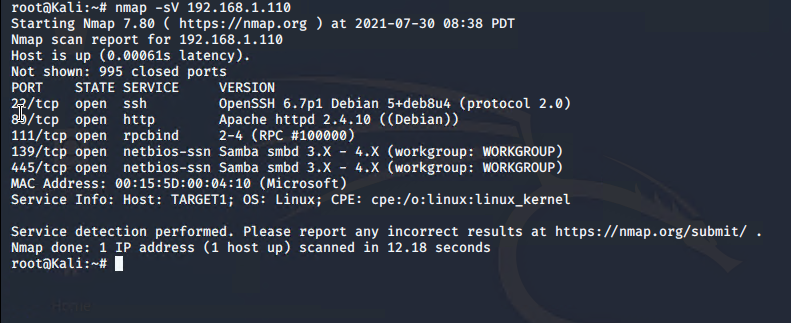 root@Kali:~# nmap -sV 192.168.1.110
Starting Nmap 7.80 ( https://nmap.org ) at 2021-07-30 08:38 PDT
Nmap scan report for 192.168.1.110
Host is up (0.00061s latency).
Not shown: 995 closed ports
PORT    STATE SERVICE     VERSION
22/tcp  open  ssh         OpenSSH 6.7p1 Debian 5+deb8u4 (protocol 2.0)
80/tcp  open  http        Apache httpd 2.4.10 ((Debian))
111/tcp open  rpcbind     2-4 (RPC #100000)
139/tcp open  netbios-ssn Samba smbd 3.X - 4.X (workgroup: WORKGROUP)
445/tcp open  netbios-ssn Samba smbd 3.X - 4.X (workgroup: WORKGROUP)
MAC Address: 00:15:5D:00:04:10 (Microsoft)
Service Info: Host: TARGET1; OS: Linux; CPE: cpe:/o:linux:linux_kernel

Service detection performed. Please report any incorrect results at https://nmap.org/submit/ .
Nmap done: 1 IP address (1 host up) scanned in 12.18 seconds
root@Kali:~#
Home